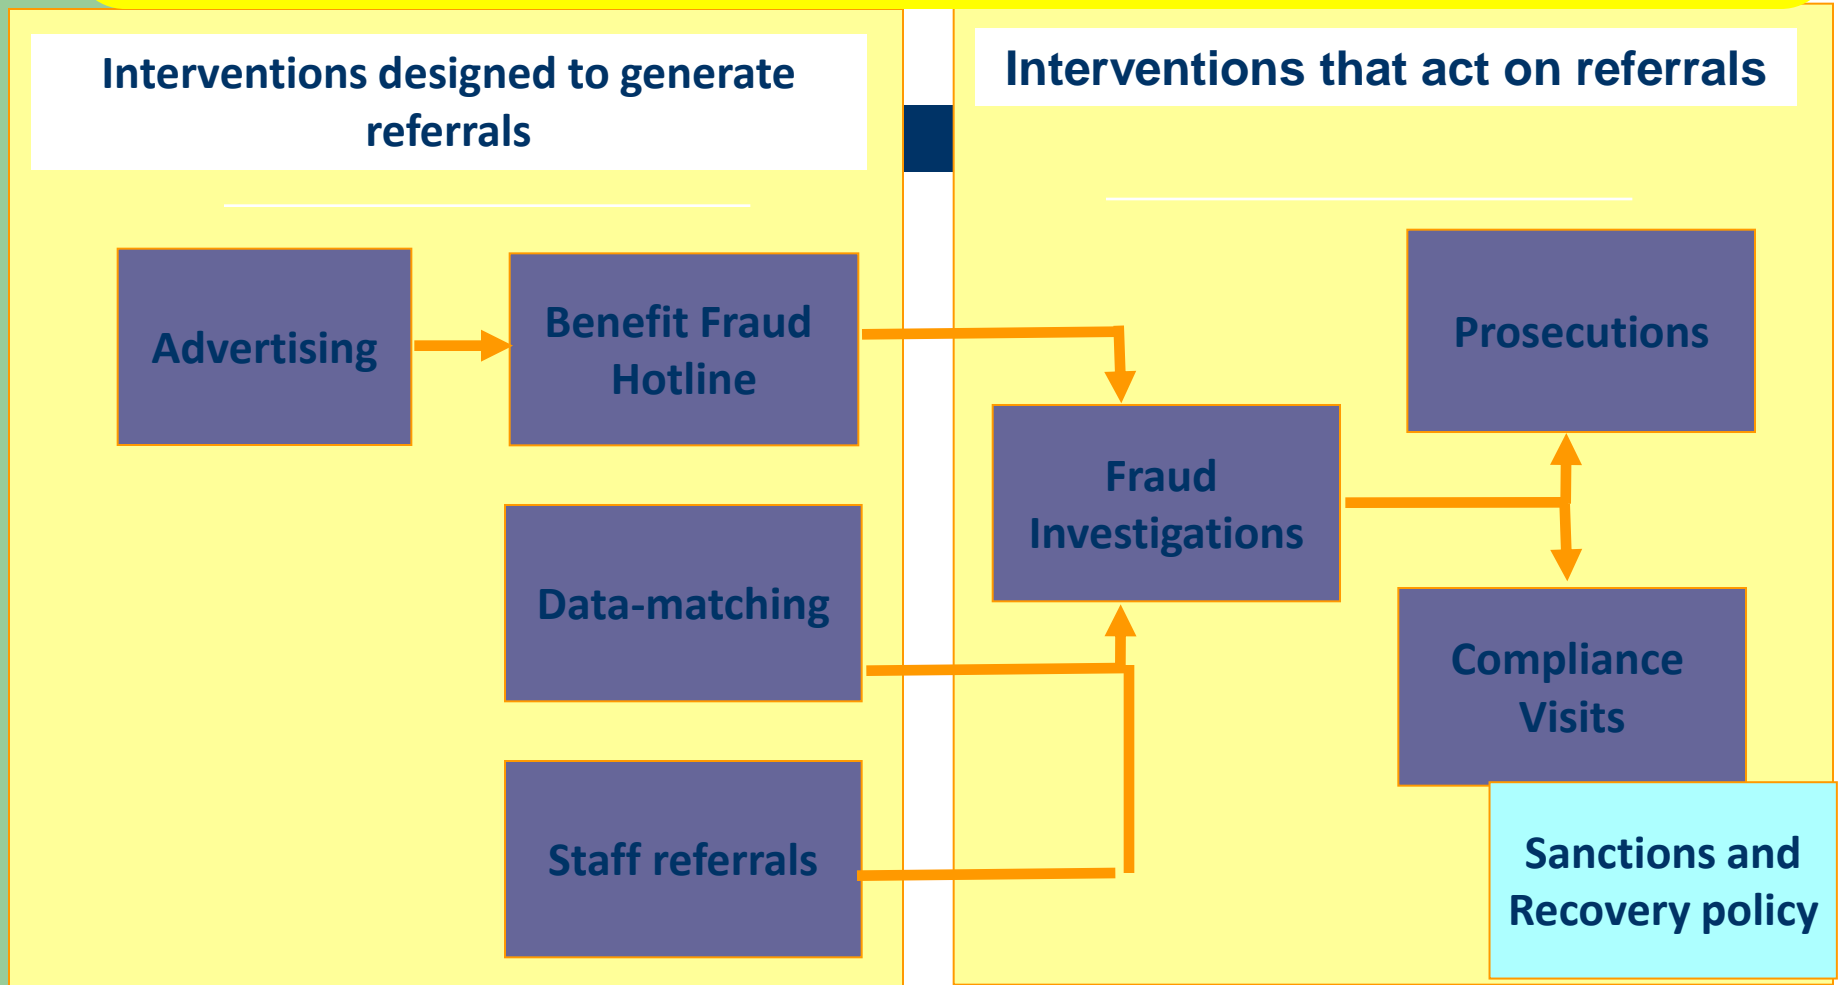 Interventions designed to generate
referrals
Interventions that act on referrals
Advertising
Benefit Fraud
Hotline
Data-matching
Staff referrals
Fraud
Investigations
Prosecutions
Compliance
Visits
Sanctions and
Recovery policy